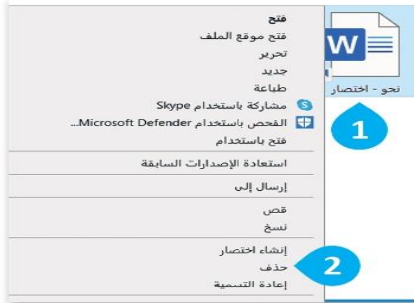 فتح
فتح موقع الملف
تحرير
جديد
طباعة
مشاركة باستخدام Skype
الفحص باستخدام Microsoft Defender...
فتح باستخدام
استعادة الإصدارات السابقة
إرسال إلى
قص
نسخ
إنشاء اختصار
حذف
إعادة التسمية
W
نحو - اختصار
1
2